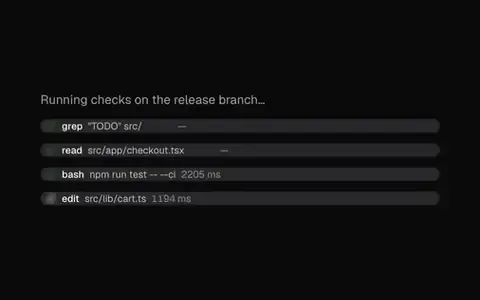 Running checks on the release branch…
grep "TODO" src/ —
read src/app/checkout.tsx —
bash npm run test -- --ci 2205 ms
edit src/lib/cart.ts 1194 ms